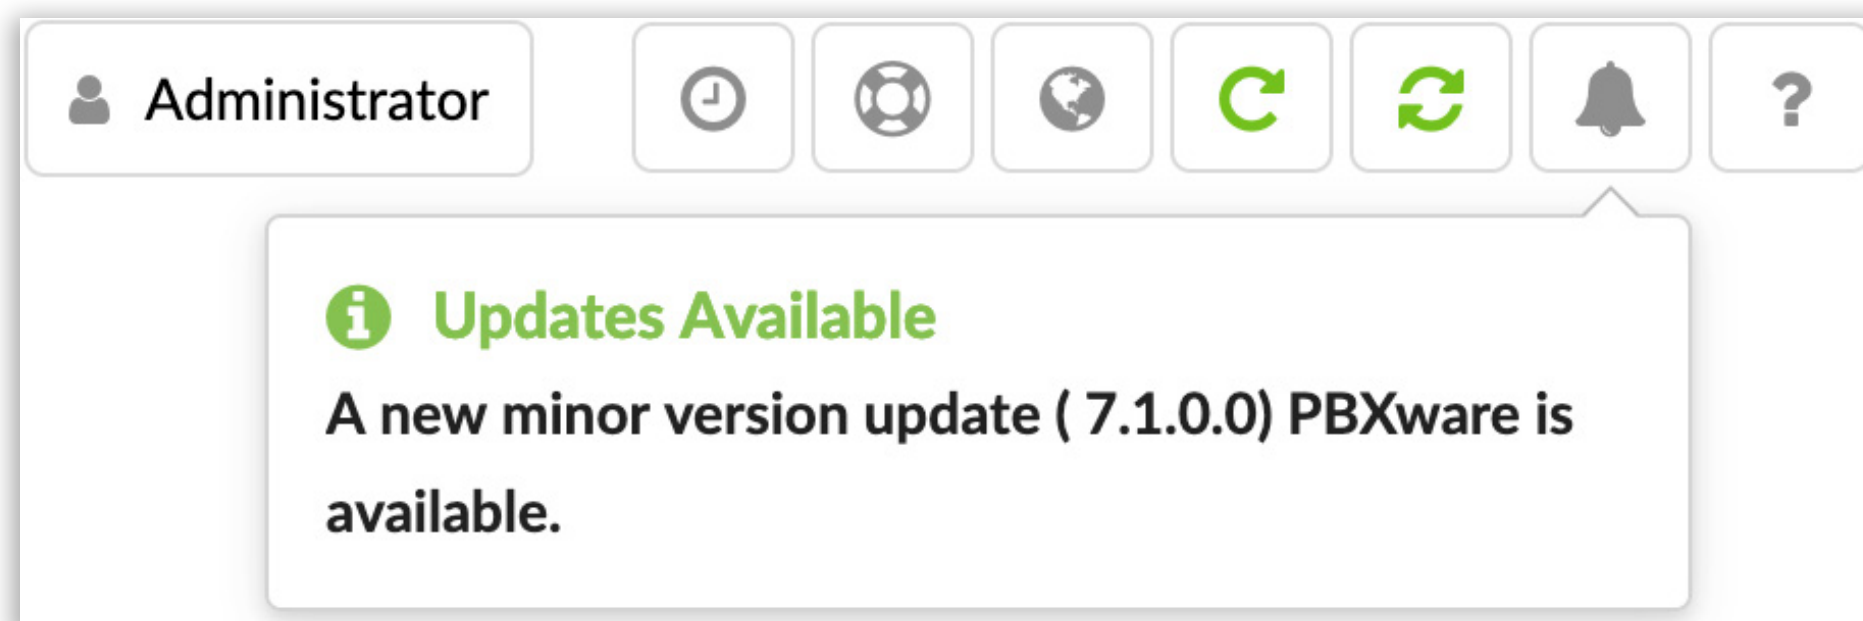 Administrator
?
Updates Available
A new minor version update ( 7.1.0.0) PBXware is
available.